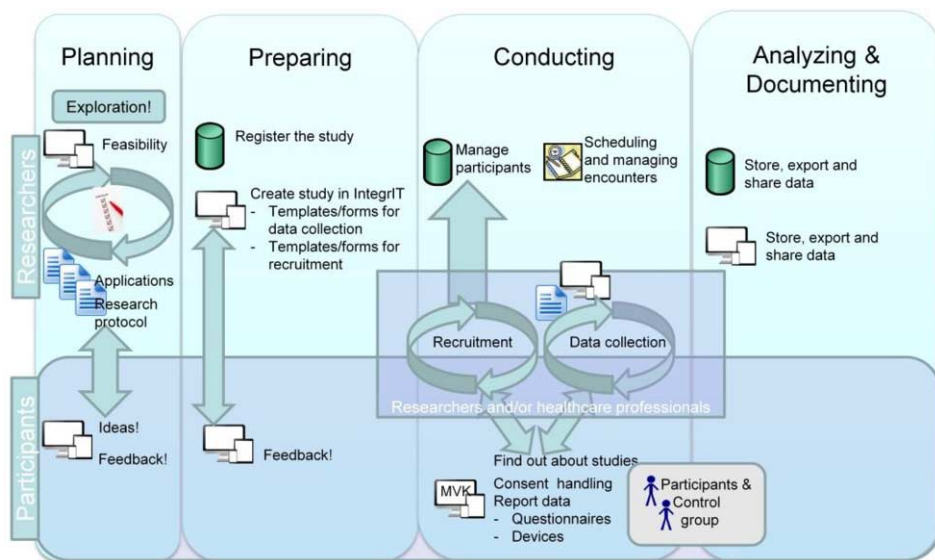 Planning
Preparing
Conducting
Analyzing &
Documenting
Researchers
Exploration!
Feasibility
Applications
Research
protocol
Register the study
Create study in IntegrIT
- Templates/forms for
data collection
- Templates/forms for
recruitment
Manage
participants
Scheduling
and managing
encounters
Store, export and
share data
Store, export and
share data
Recruitment
Data collection
Researchers and/or healthcare professionals
Participants
Ideas!
Feedback!
Feedback!
Find out about studies
MVK
Consent handling
Report data
- Questionnaires
- Devices
Participants &
Control
group